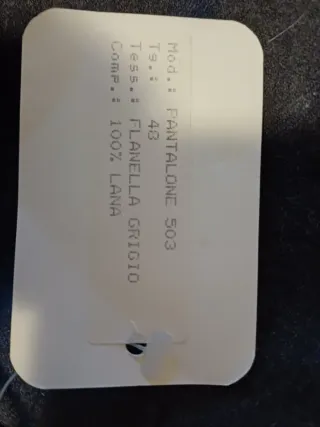 Mod.: PANTALONE 503
Tg.: 48
Tess.: FLANELLA GRIGIO
Comp.: 100% LANA